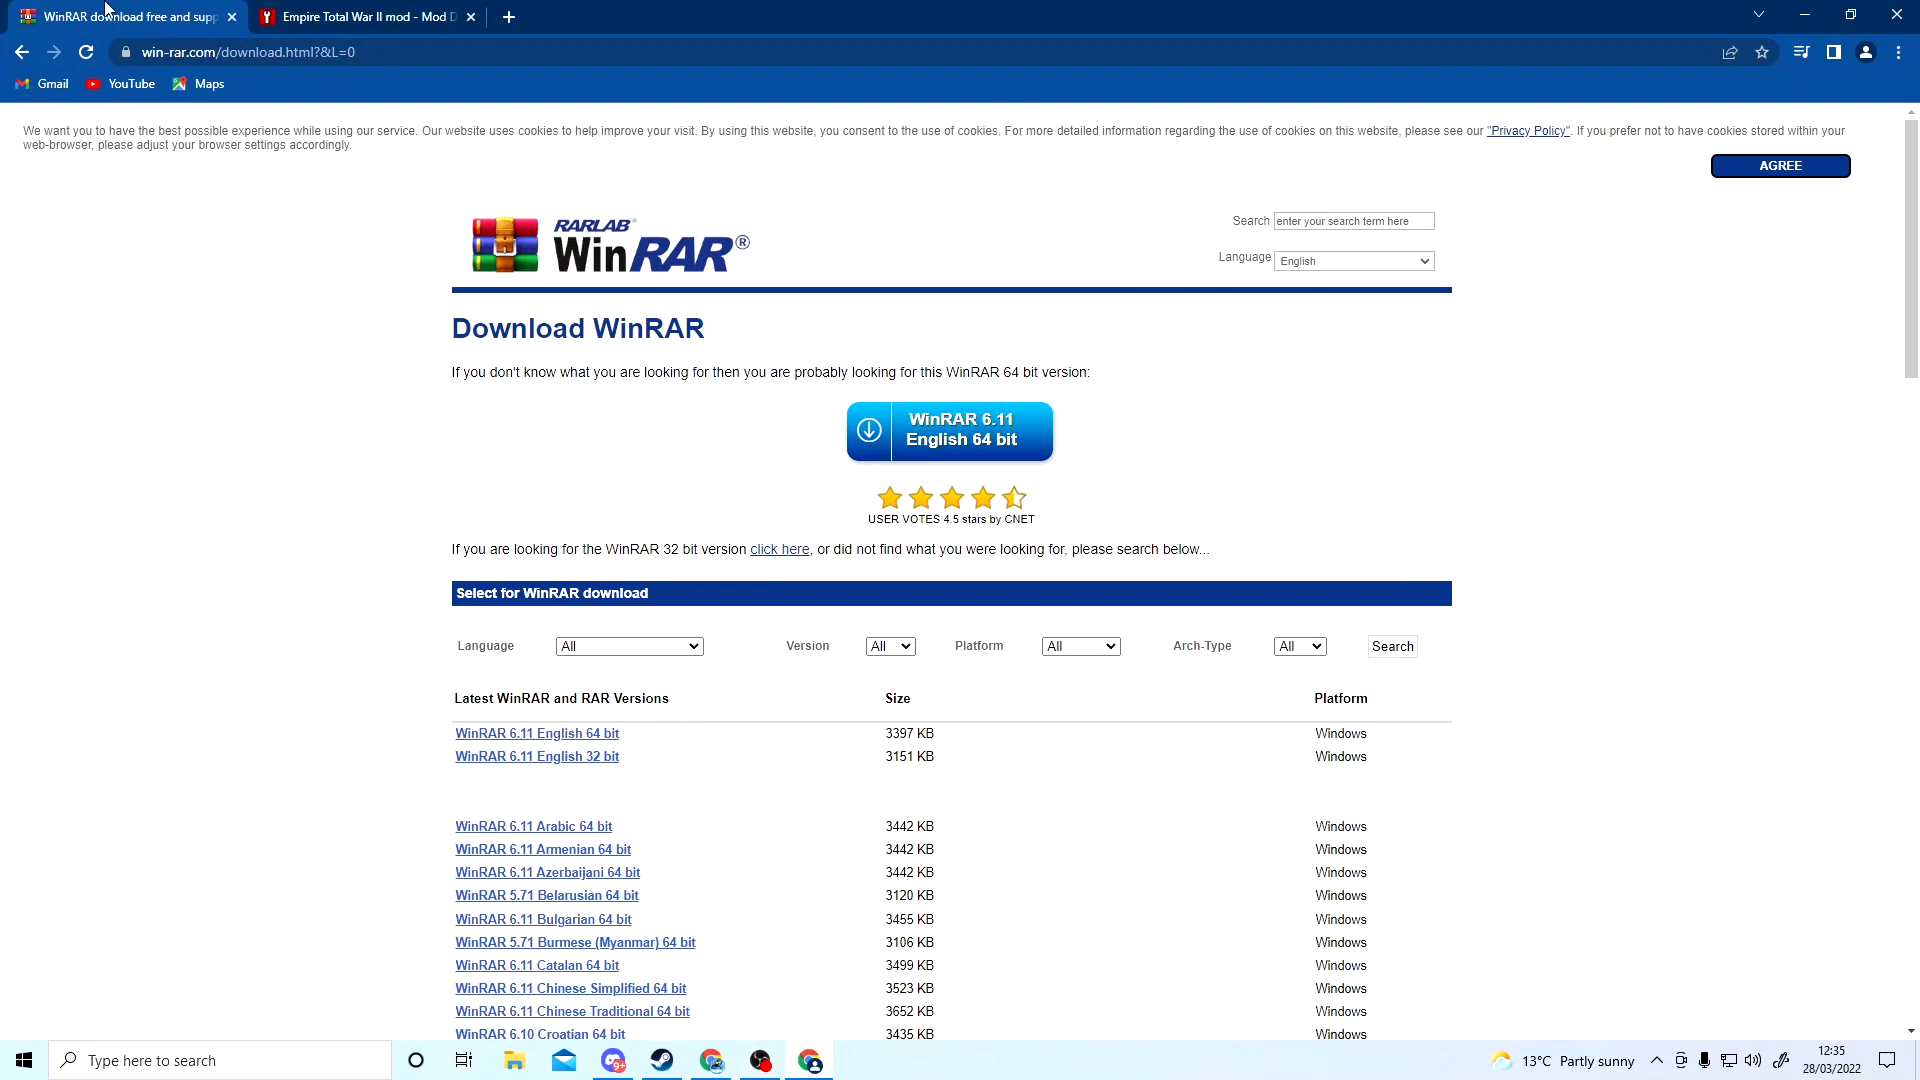 WinRAR download free and supp
Empire Total War II mod - Mod D
win-rar.com/download.html?&L=0
Gmail
YouTube
Maps
We want you to have the best possible experience while using our service. Our website uses cookies to help improve your visit. By using this website, you consent to the use of cookies. For more detailed information regarding the use of cookies on this website, please see our "Privacy Policy". If you prefer not to have cookies stored within your
web-browser, please adjust your browser settings accordingly.
AGREE
RARLAB®
WinRAR®
Search enter your search term here
Language English
Download WinRAR
If you don't know what you are looking for then you are probably looking for this WinRAR 64 bit version:
WinRAR 6.11
English 64 bit
USER VOTES 4.5 stars by CNET
If you are looking for the WinRAR 32 bit version click here, or did not find what you were looking for, please search below...
Select for WinRAR download
Language All Version All Platform All Arch-Type All Search
Latest WinRAR and RAR Versions Size Platform
WinRAR 6.11 English 64 bit 3397 KB Windows
WinRAR 6.11 English 32 bit 3151 KB Windows
WinRAR 6.11 Arabic 64 bit 3442 KB Windows
WinRAR 6.11 Armenian 64 bit 3442 KB Windows
WinRAR 6.11 Azerbaijani 64 bit 3442 KB Windows
WinRAR 5.71 Belarusian 64 bit 3120 KB Windows
WinRAR 6.11 Bulgarian 64 bit 3455 KB Windows
WinRAR 5.71 Burmese (Myanmar) 64 bit 3106 KB Windows
WinRAR 6.11 Catalan 64 bit 3499 KB Windows
WinRAR 6.11 Chinese Simplified 64 bit 3523 KB Windows
WinRAR 6.11 Chinese Traditional 64 bit 3652 KB Windows
WinRAR 6.10 Croatian 64 bit 3435 KB Windows
Type here to search
9+
13°C Partly sunny
12:35
28/03/2022